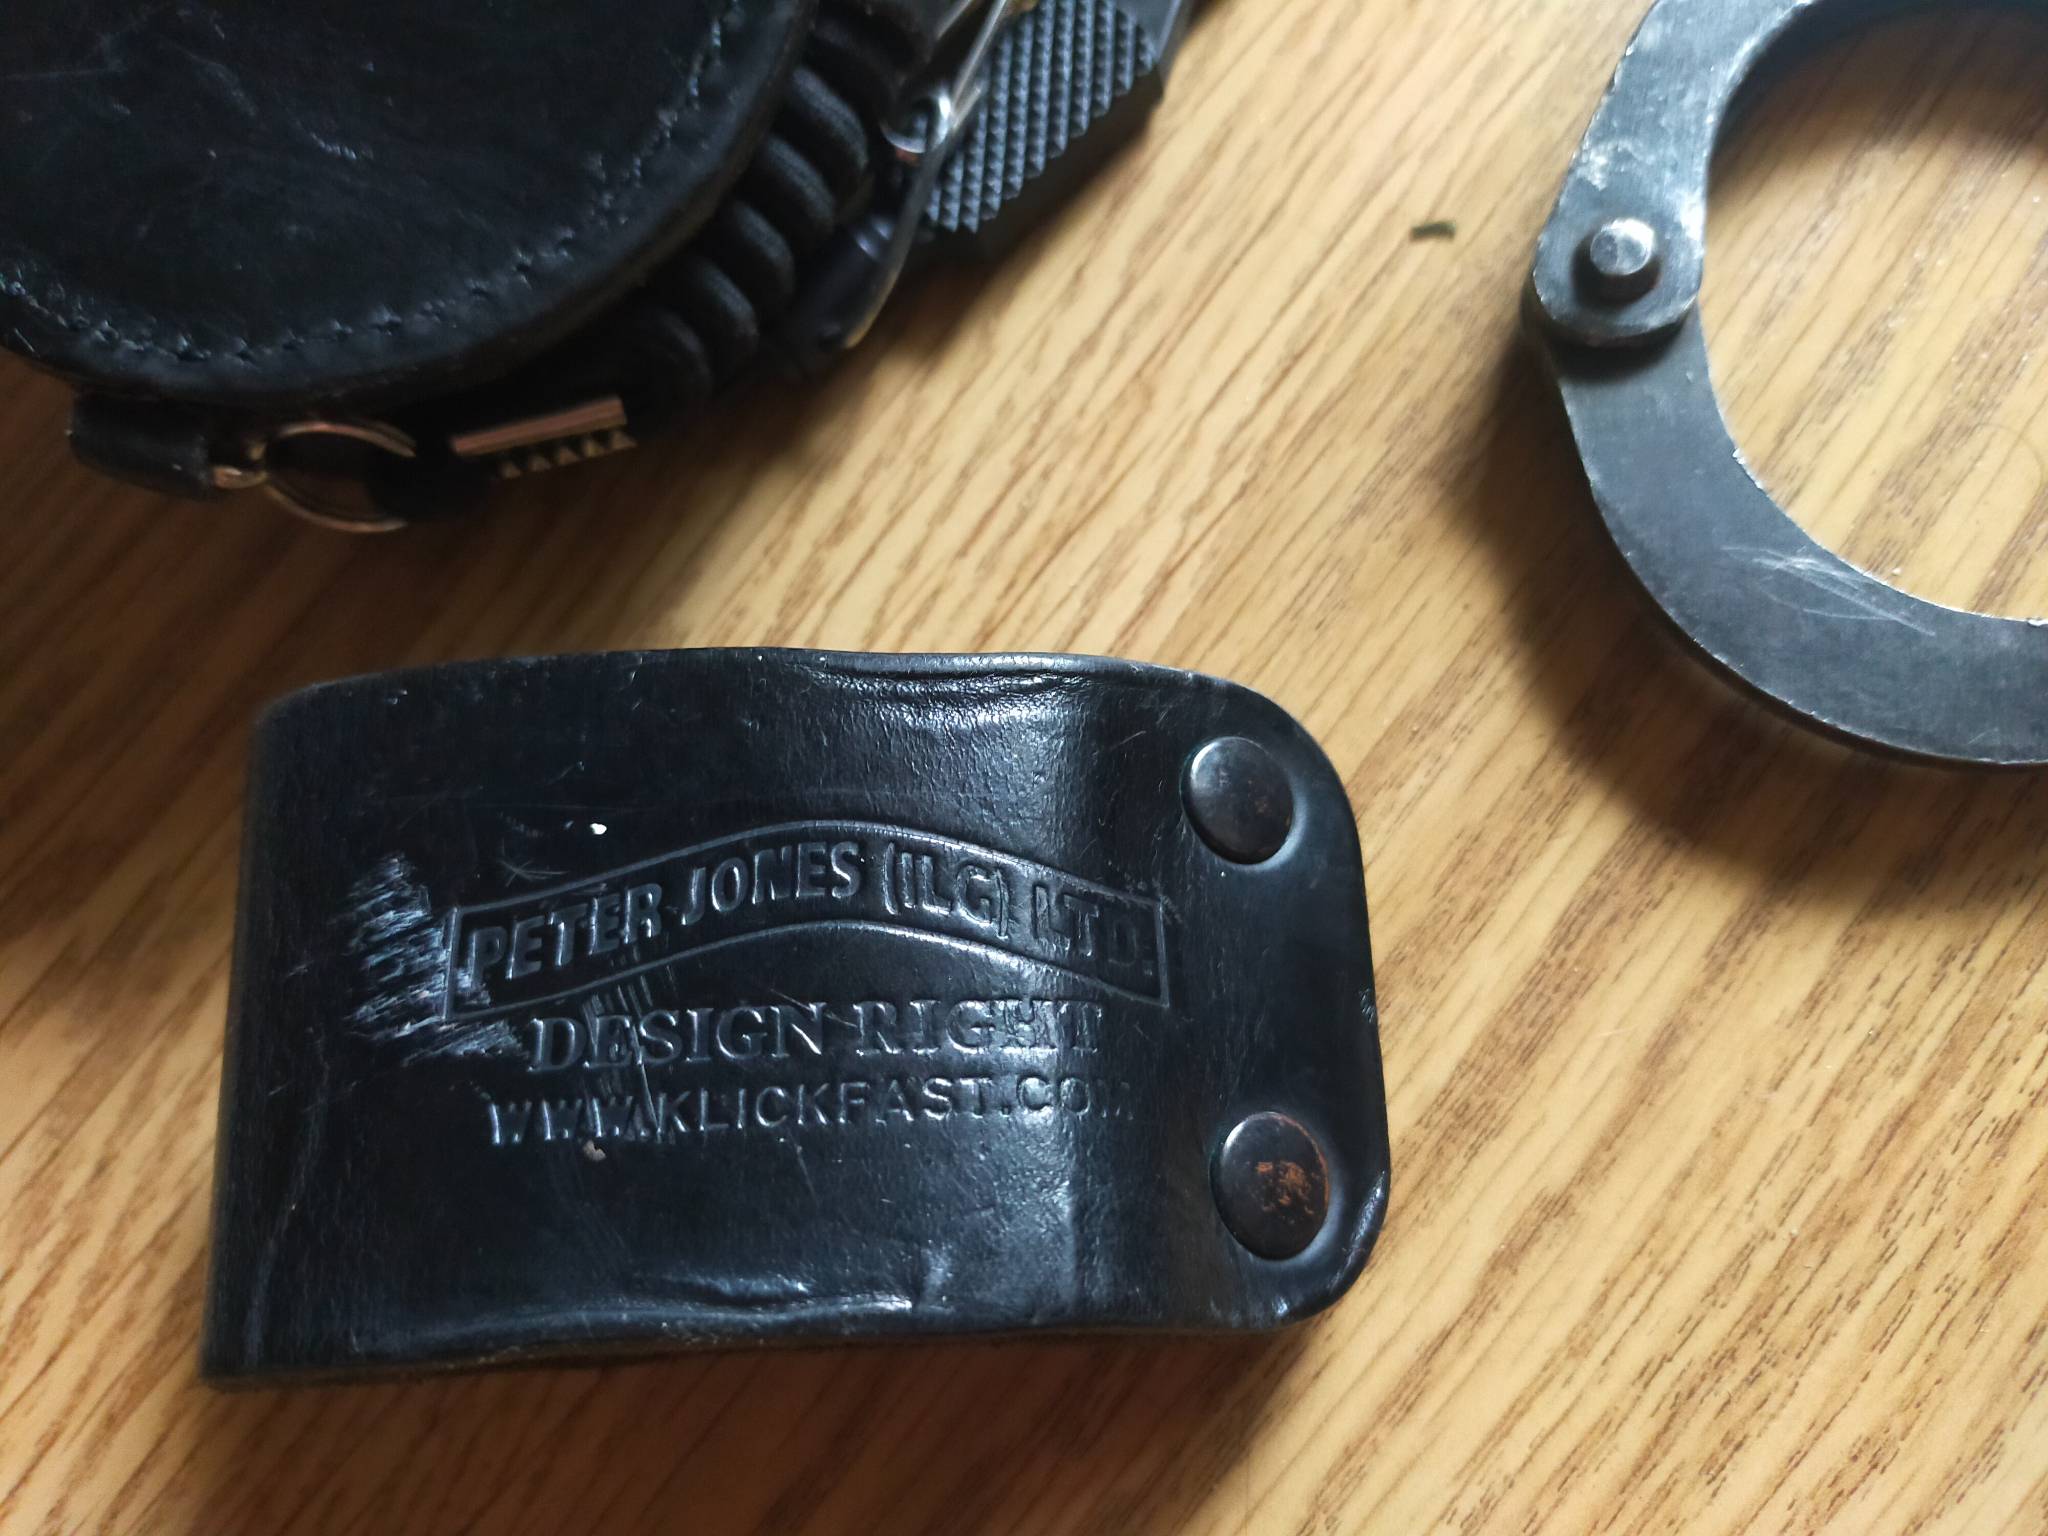 PETER JONES (ILG) LTD.
DESIGN RIGHT
WWW.KLICKFAST.COM